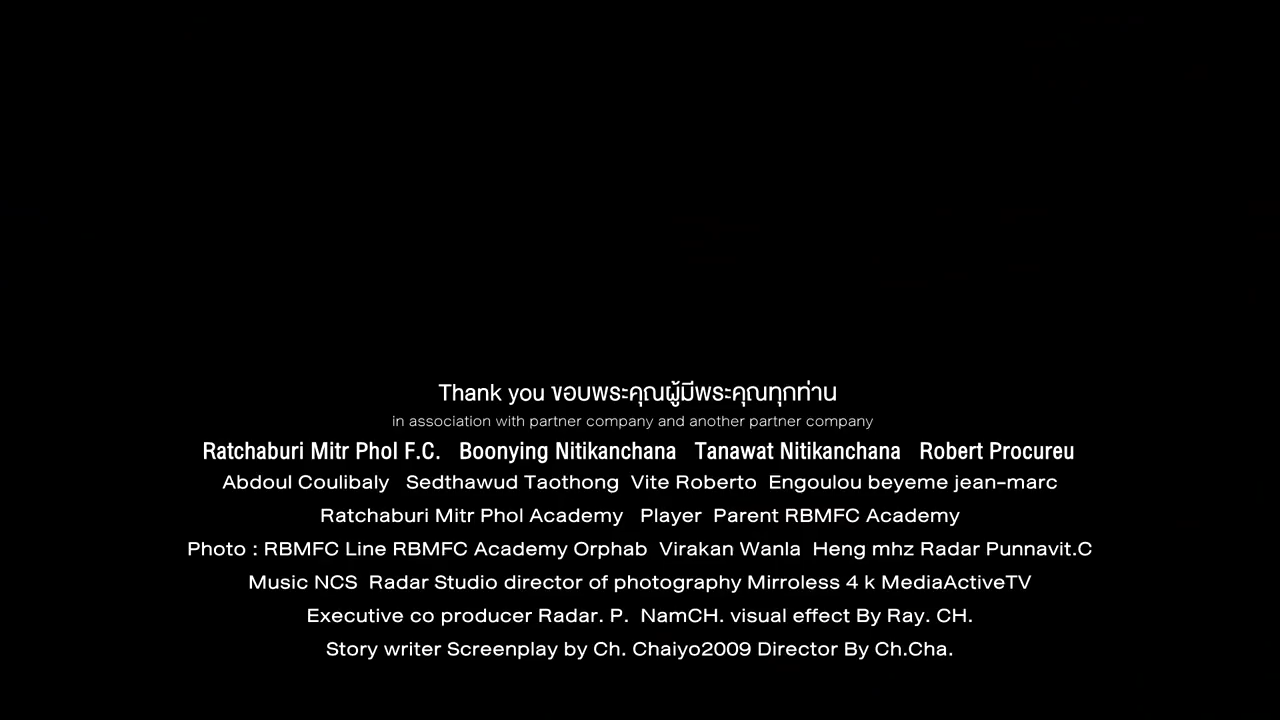 Thank you ขอบพระคุณผู้มีพระคุณทุกท่าน
in association with partner company and another partner company
Ratchaburi Mitr Phol F.C. Boonying Nitikanchana Tanawat Nitikanchana Robert Procureu
Abdoul Coulibaly Sedthawud Taothong Vite Roberto Engoulou beyeme jean-marc
Ratchaburi Mitr Phol Academy Player Parent RBMFC Academy
Photo : RBMFC Line RBMFC Academy Orphab Virakan Wanla Heng mhz Radar Punnavit.C
Music NCS Radar Studio director of photography Mirroless 4 k MediaActiveTV
Executive co producer Radar. P. NamCH. visual effect By Ray. CH.
Story writer Screenplay by Ch. Chaiyo2009 Director By Ch.Cha.